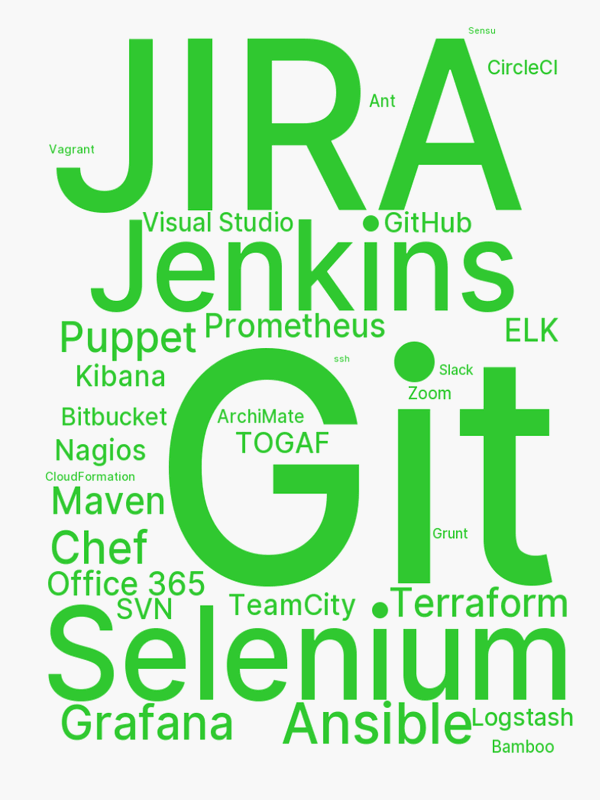 Sensu
JIRA
CircleCI
Ant
Vagrant
Visual Studio
GitHub
Jenkins
Prometheus
Puppet
ELK
ssh
Git
Slack
Kibana
Zoom
Bitbucket
ArchiMate
TOGAF
Nagios
CloudFormation
Maven
Grunt
Chef
Office 365
TeamCity
Terraform
SVN
Selenium
Grafana
Ansible
Logstash
Bamboo